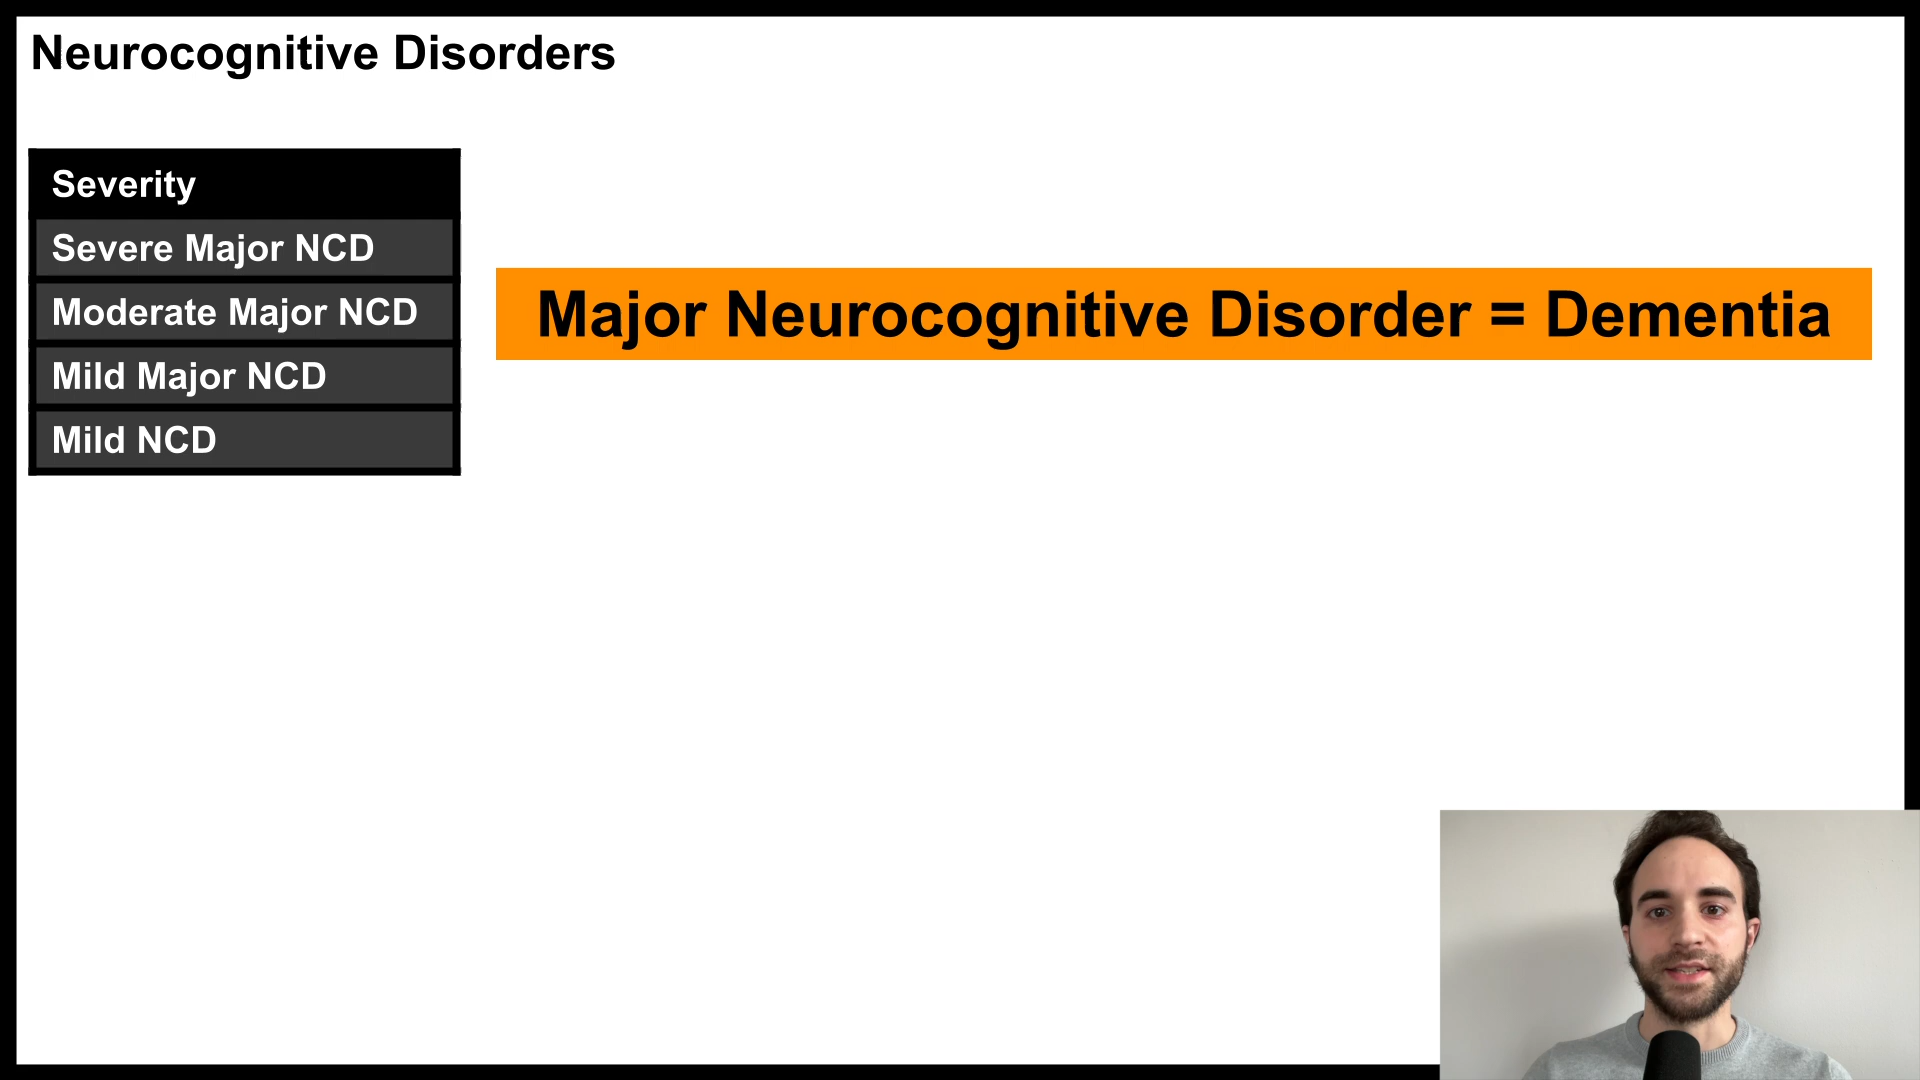 Neurocognitive Disorders
Severity
Severe Major NCD
Moderate Major NCD
Mild Major NCD
Mild NCD
Major Neurocognitive Disorder = Dementia